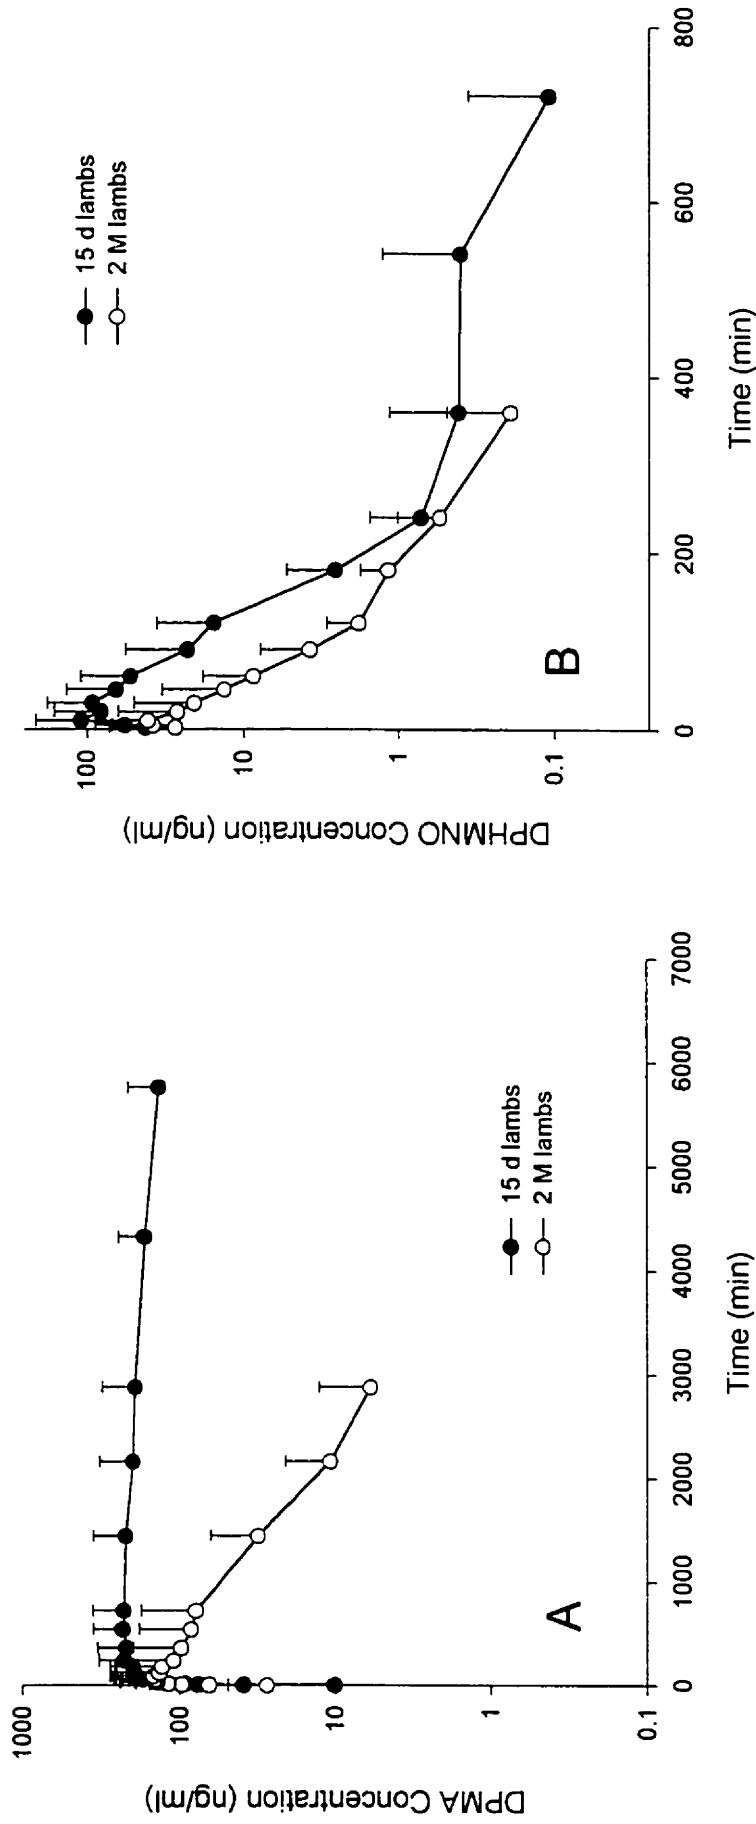 DPMA Concentration (ng/ml)
1000
100
10
1
0.1
0
1000
2000
3000
4000
5000
6000
7000
Time (min)
15 d lambs
2 M lambs
A
DPHMNO Concentration (ng/ml)
100
10
1
0.1
0
200
400
600
800
Time (min)
15 d lambs
2 M lambs
B